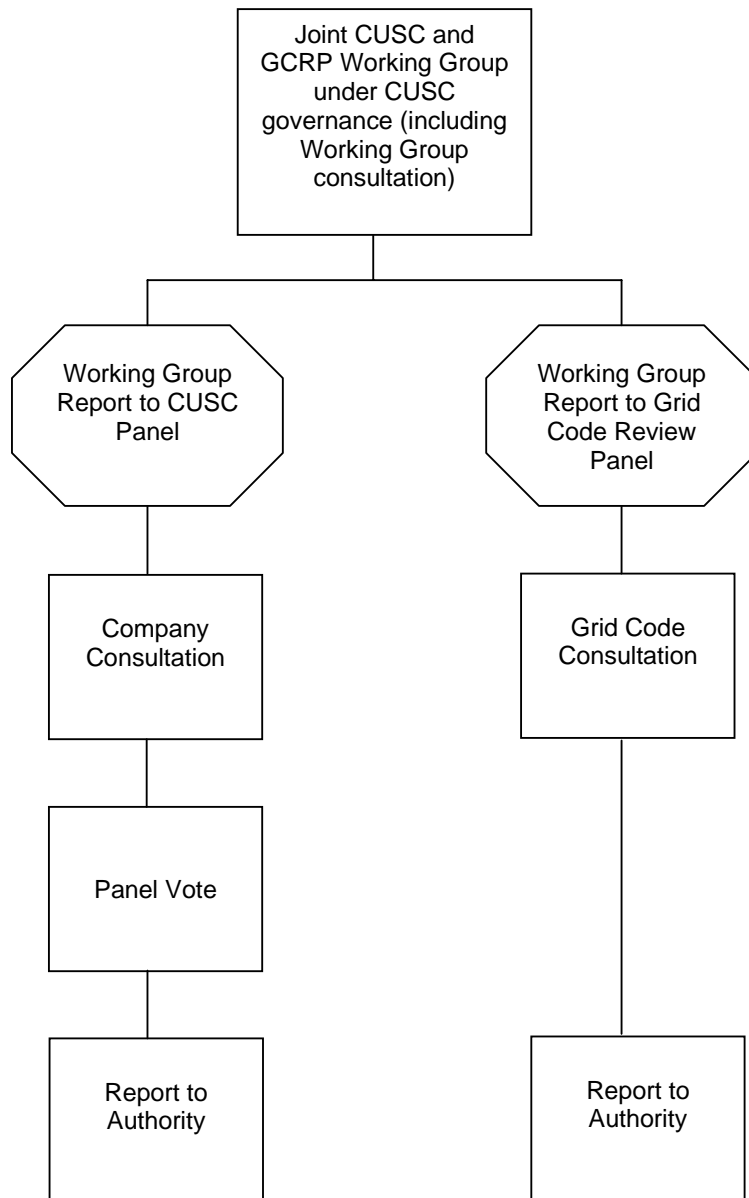 Joint CUSC and
GCRP Working Group
under CUSC
governance (including
Working Group
consultation)
Working Group
Report to CUSC
Panel
Working Group
Report to Grid
Code Review
Panel
Company
Consultation
Grid Code
Consultation
Panel Vote
Report to
Authority
Report to
Authority